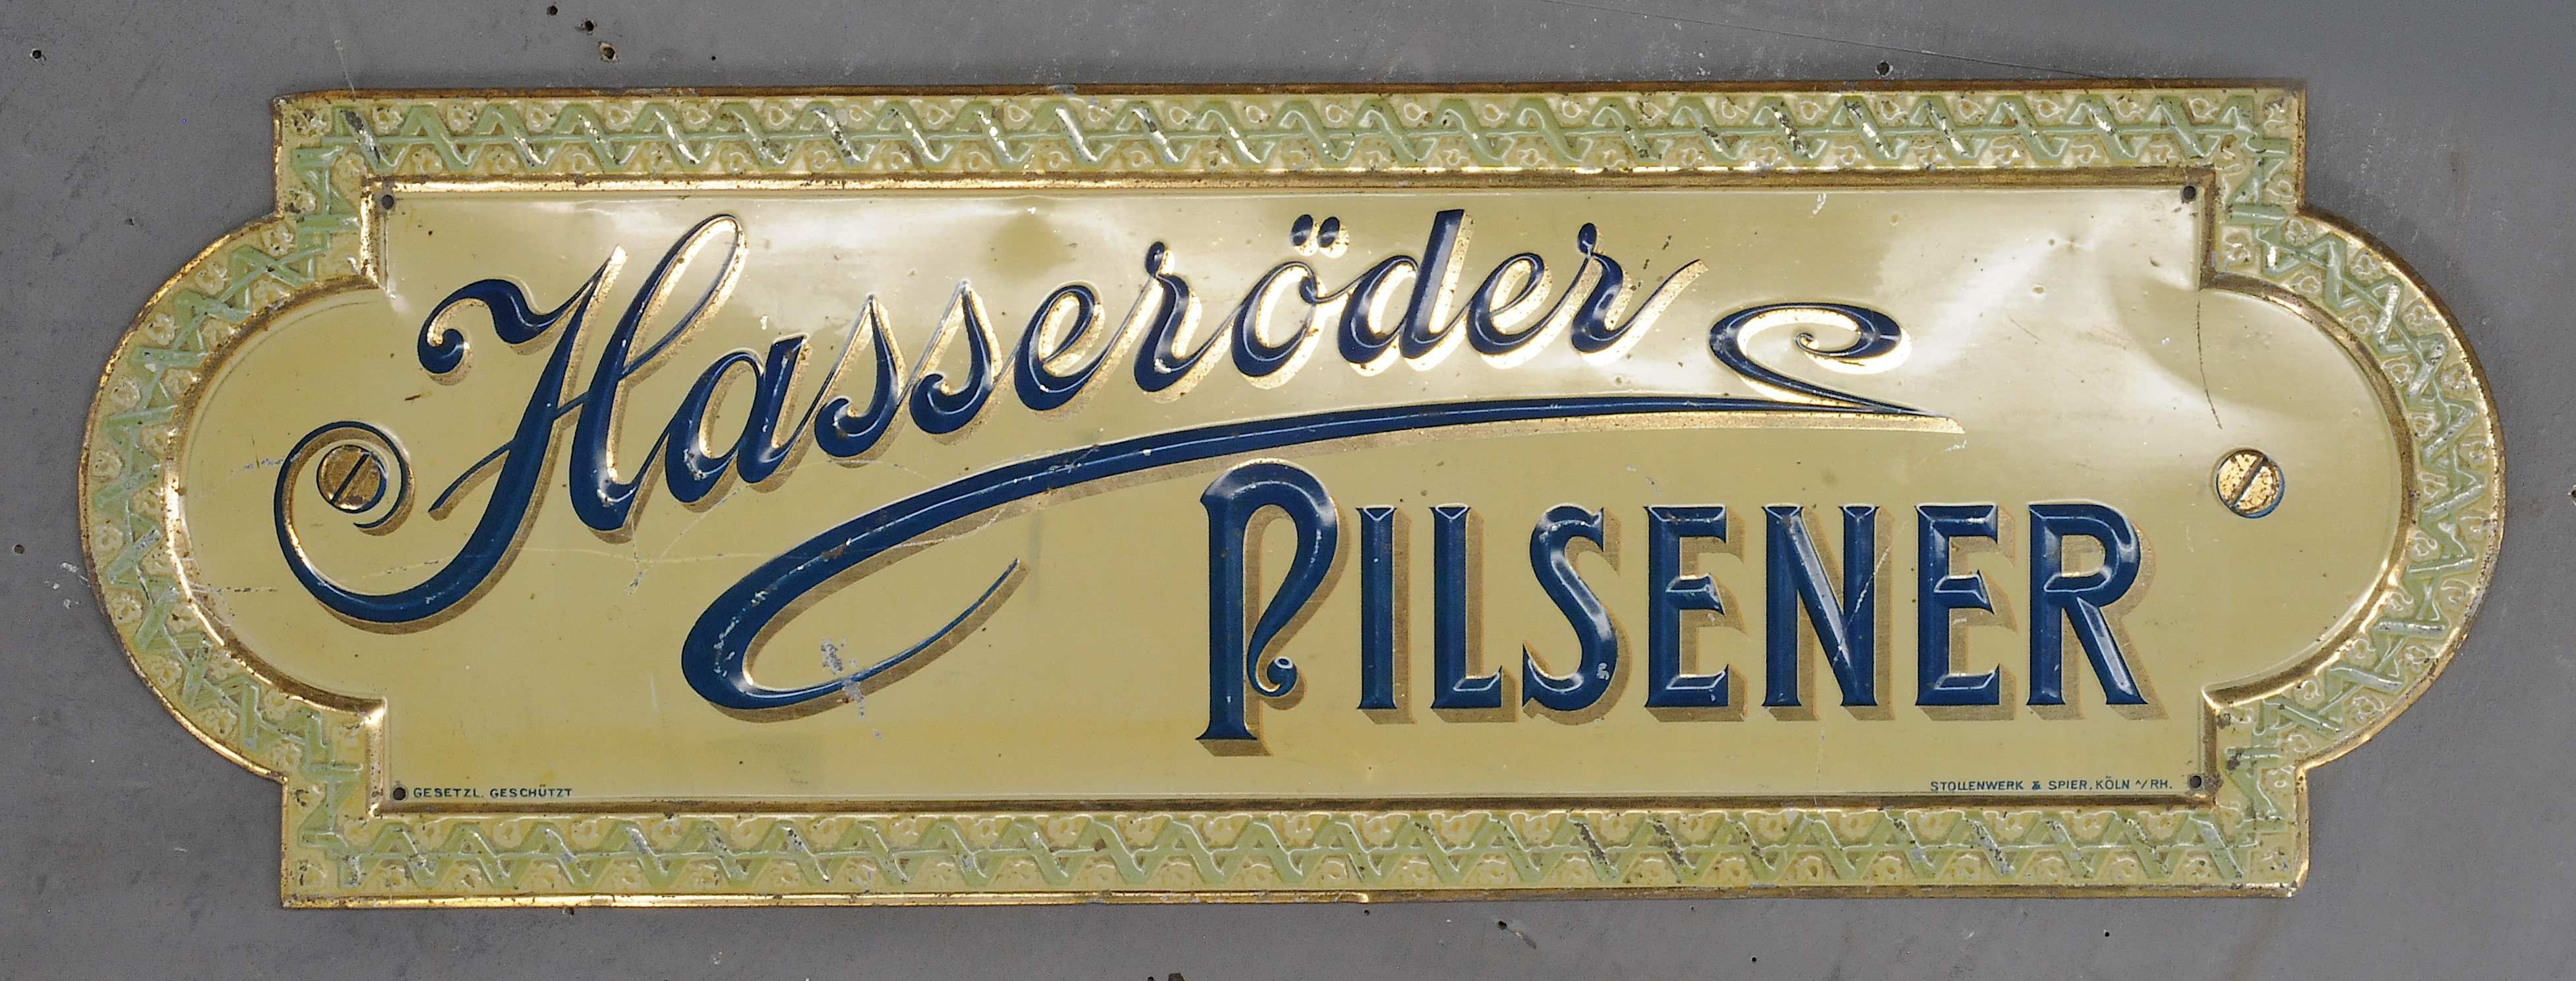 Hasseröder
PILSENER
GESETZL. GESCHÜTZT
STOLLENWERK & SPIER, KÖLN A/RH.